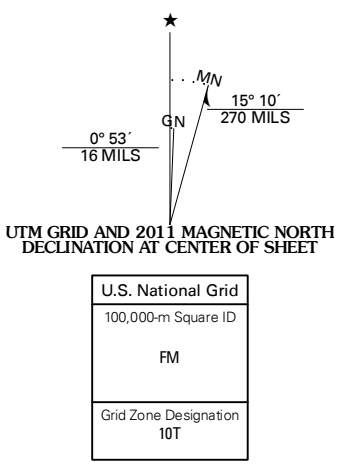 ★
MN
15° 10´
270 MILS
GN
0° 53´
16 MILS
UTM GRID AND 2011 MAGNETIC NORTH
DECLINATION AT CENTER OF SHEET
U.S. National Grid
100,000-m Square ID
FM
Grid Zone Designation
10T